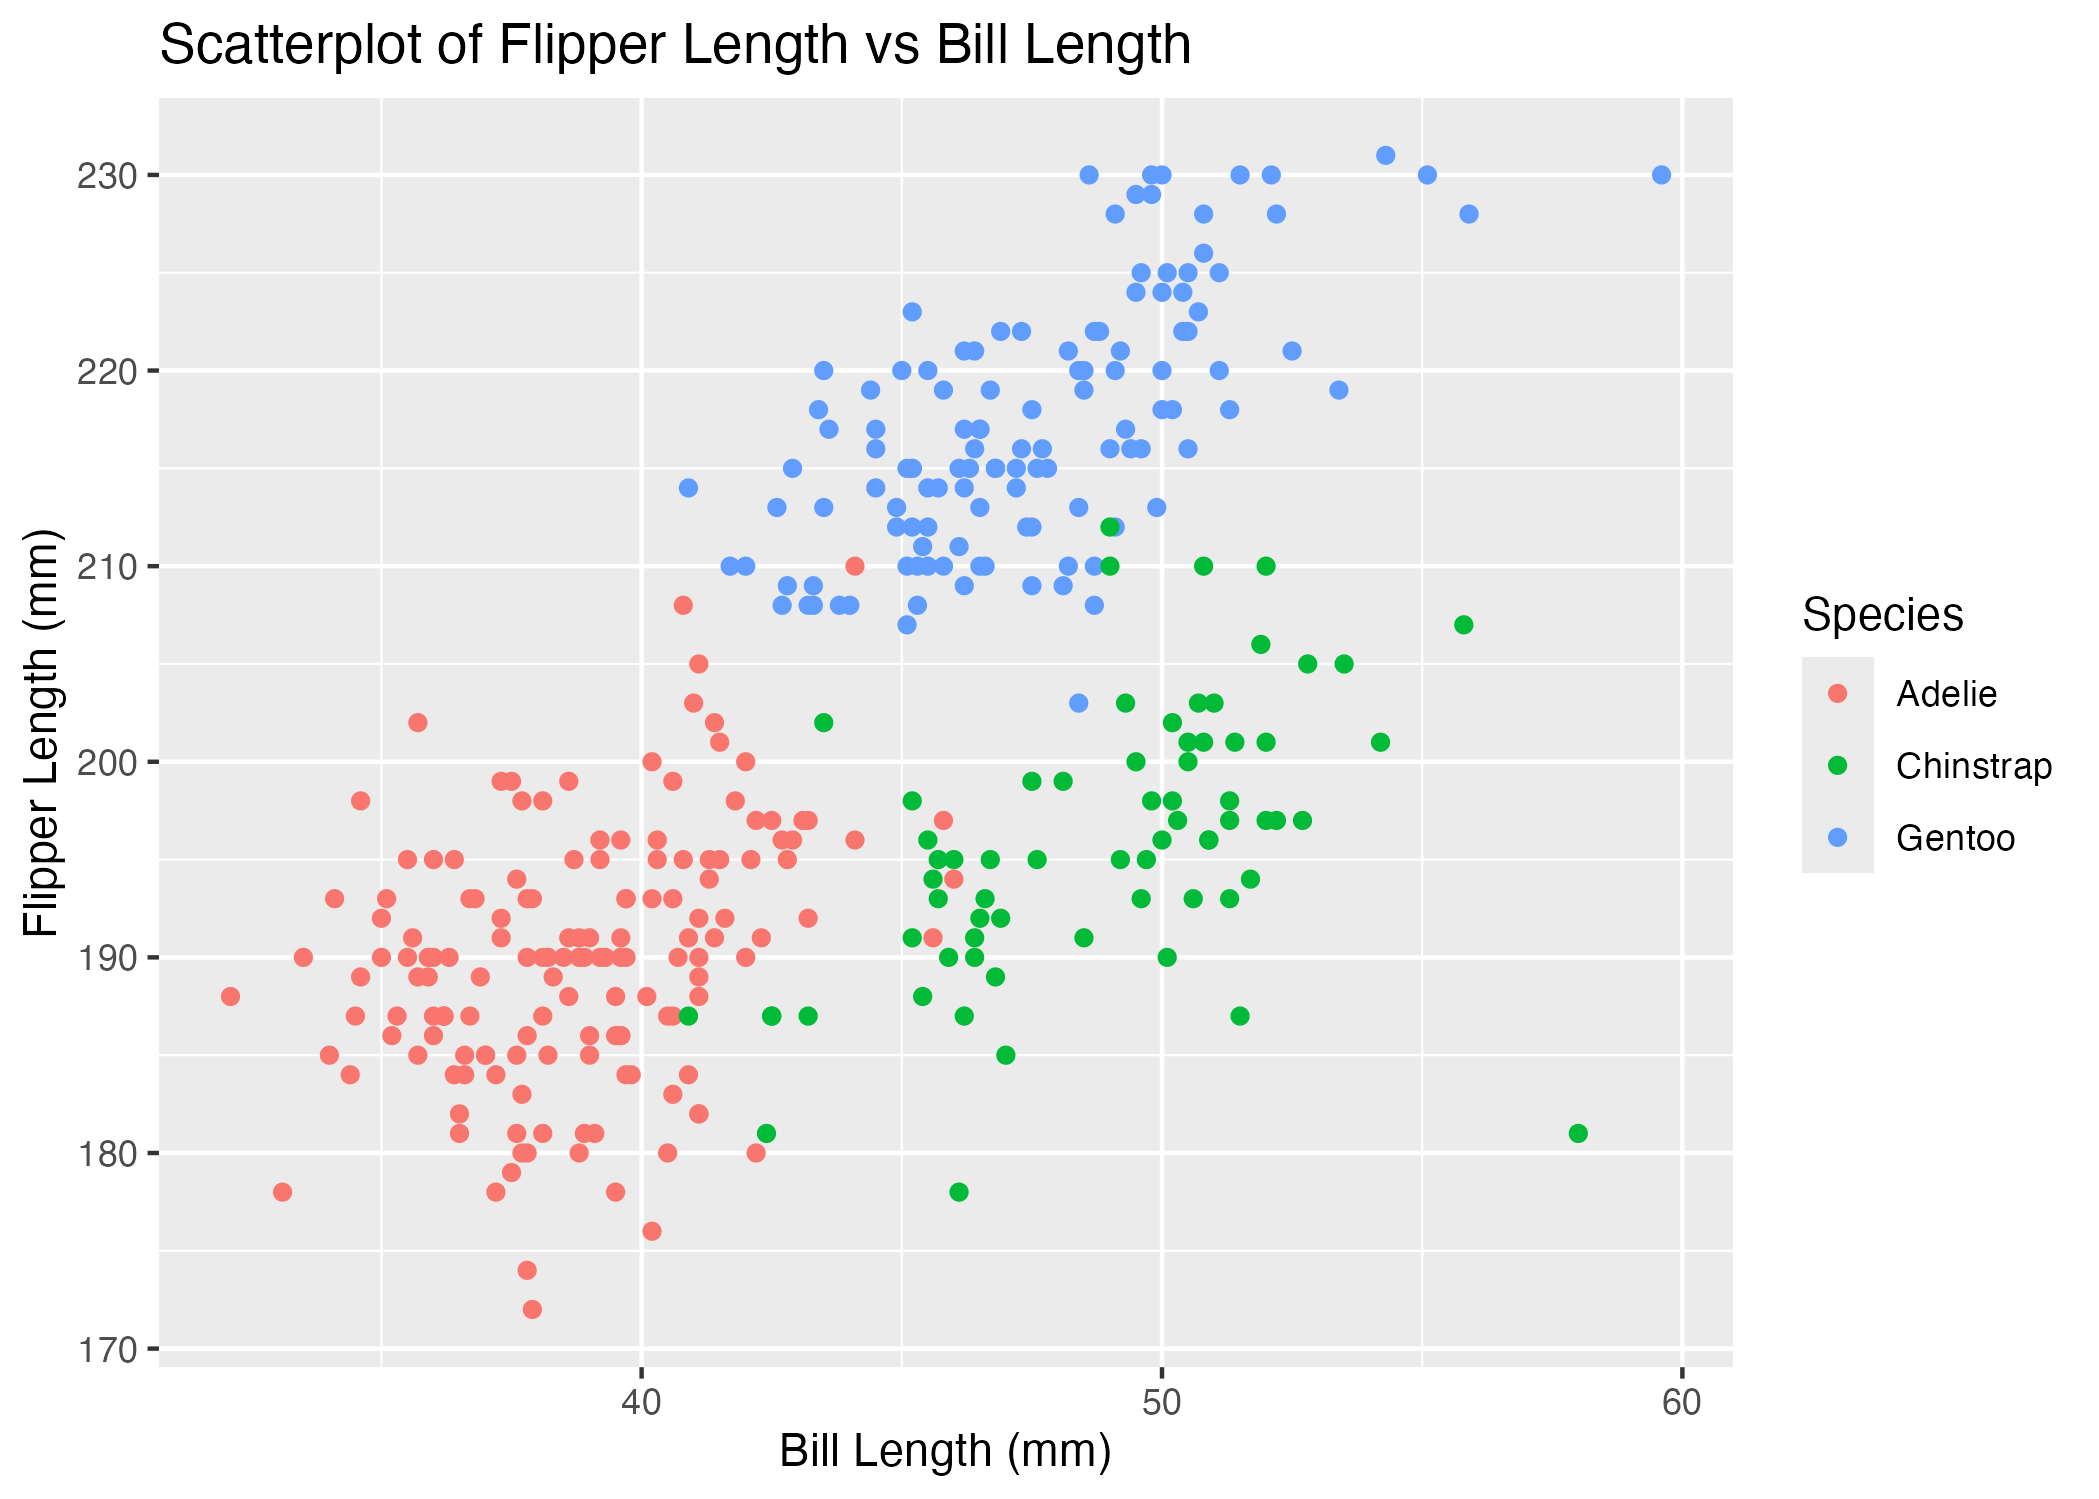 Scatterplot of Flipper Length vs Bill Length
230
220
210
200
190
180
170
Flipper Length (mm)
40 50 60
Bill Length (mm)
Species
Adelie
Chinstrap
Gentoo